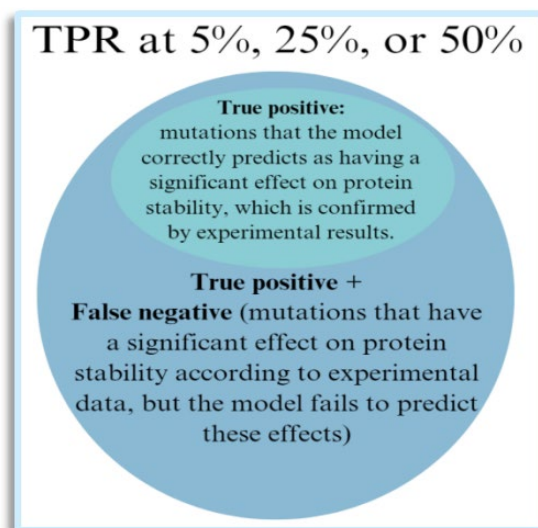 TPR at 5%, 25%, or 50%
True positive:
mutations that the model
correctly predicts as having a
significant effect on protein
stability, which is confirmed
by experimental results.
True positive +
False negative (mutations that have
a significant effect on protein
stability according to experimental
data, but the model fails to predict
these effects)